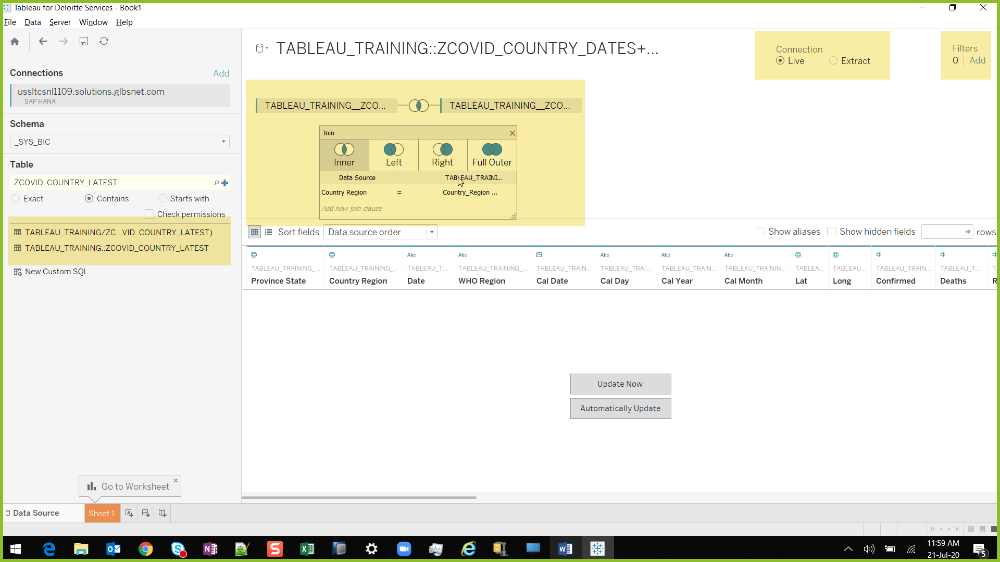 Tableau for Deloitte Services - Book1
File Data Server Window Help
Connections Add
ussltcsnl1109.solutions.glbsnet.com
SAP HANA
Schema
_SYS_BIC
Table
ZCOVID_COUNTRY_LATEST
Exact Contains Starts with
Check permissions
TABLEAU_TRAINING/ZC...VID_COUNTRY_LATEST)
TABLEAU_TRAINING::ZCOVID_COUNTRY_LATEST
New Custom SQL
TABLEAU_TRAINING::ZCOVID_COUNTRY_DATES+...
Connection
Live Extract
Filters
0 Add
TABLEAU_TRAINING__ZCO... TABLEAU_TRAINING__ZCO...
Join
Inner Left Right Full Outer
Data Source TABLEAU_TRAINI...
Country Region = Country_Region ...
Add new join clause
Sort fields Data source order Show aliases Show hidden fields rows
Abc Abc Abc Abc Abc
TABLEAU_TRAINING_... TABLEAU_TRAINING_... TABLEAU_T... TABLEAU_TRAINING_... TABLEAU_TRAIN... TABLEAU_TRAI... TABLEAU_TRAIN... TABLEAU_TRAININ... TABLEA... TABLEAU... TABLEAU_TRAIN... TABLEAU_T...
Province State Country Region Date WHO Region Cal Date Cal Day Cal Year Cal Month Lat Long Confirmed Deaths
Update Now
Automatically Update
Go to Worksheet
Data Source Sheet 1
11:59 AM
21-Jul-20
5